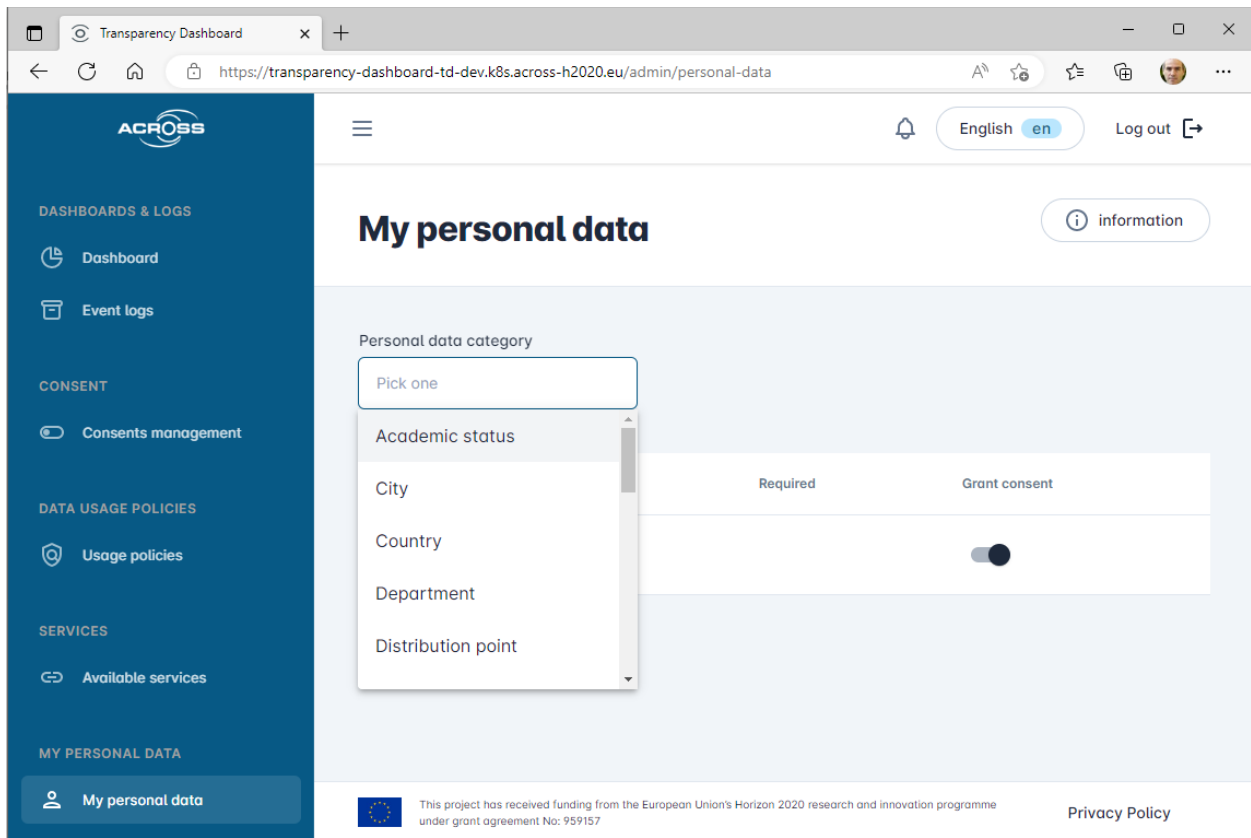 Transparency Dashboard
https://transparency-dashboard-td-dev.k8s.across-h2020.eu/admin/personal-data
ACROSS
English en
Log out
DASHBOARDS & LOGS
Dashboard
Event logs
CONSENT
Consents management
DATA USAGE POLICIES
Usage policies
SERVICES
Available services
MY PERSONAL DATA
My personal data
My personal data
information
Personal data category
Pick one
Academic status
City
Country
Department
Distribution point
Required Grant consent
This project has received funding from the European Union's Horizon 2020 research and innovation programme
under grant agreement No: 959157
Privacy Policy